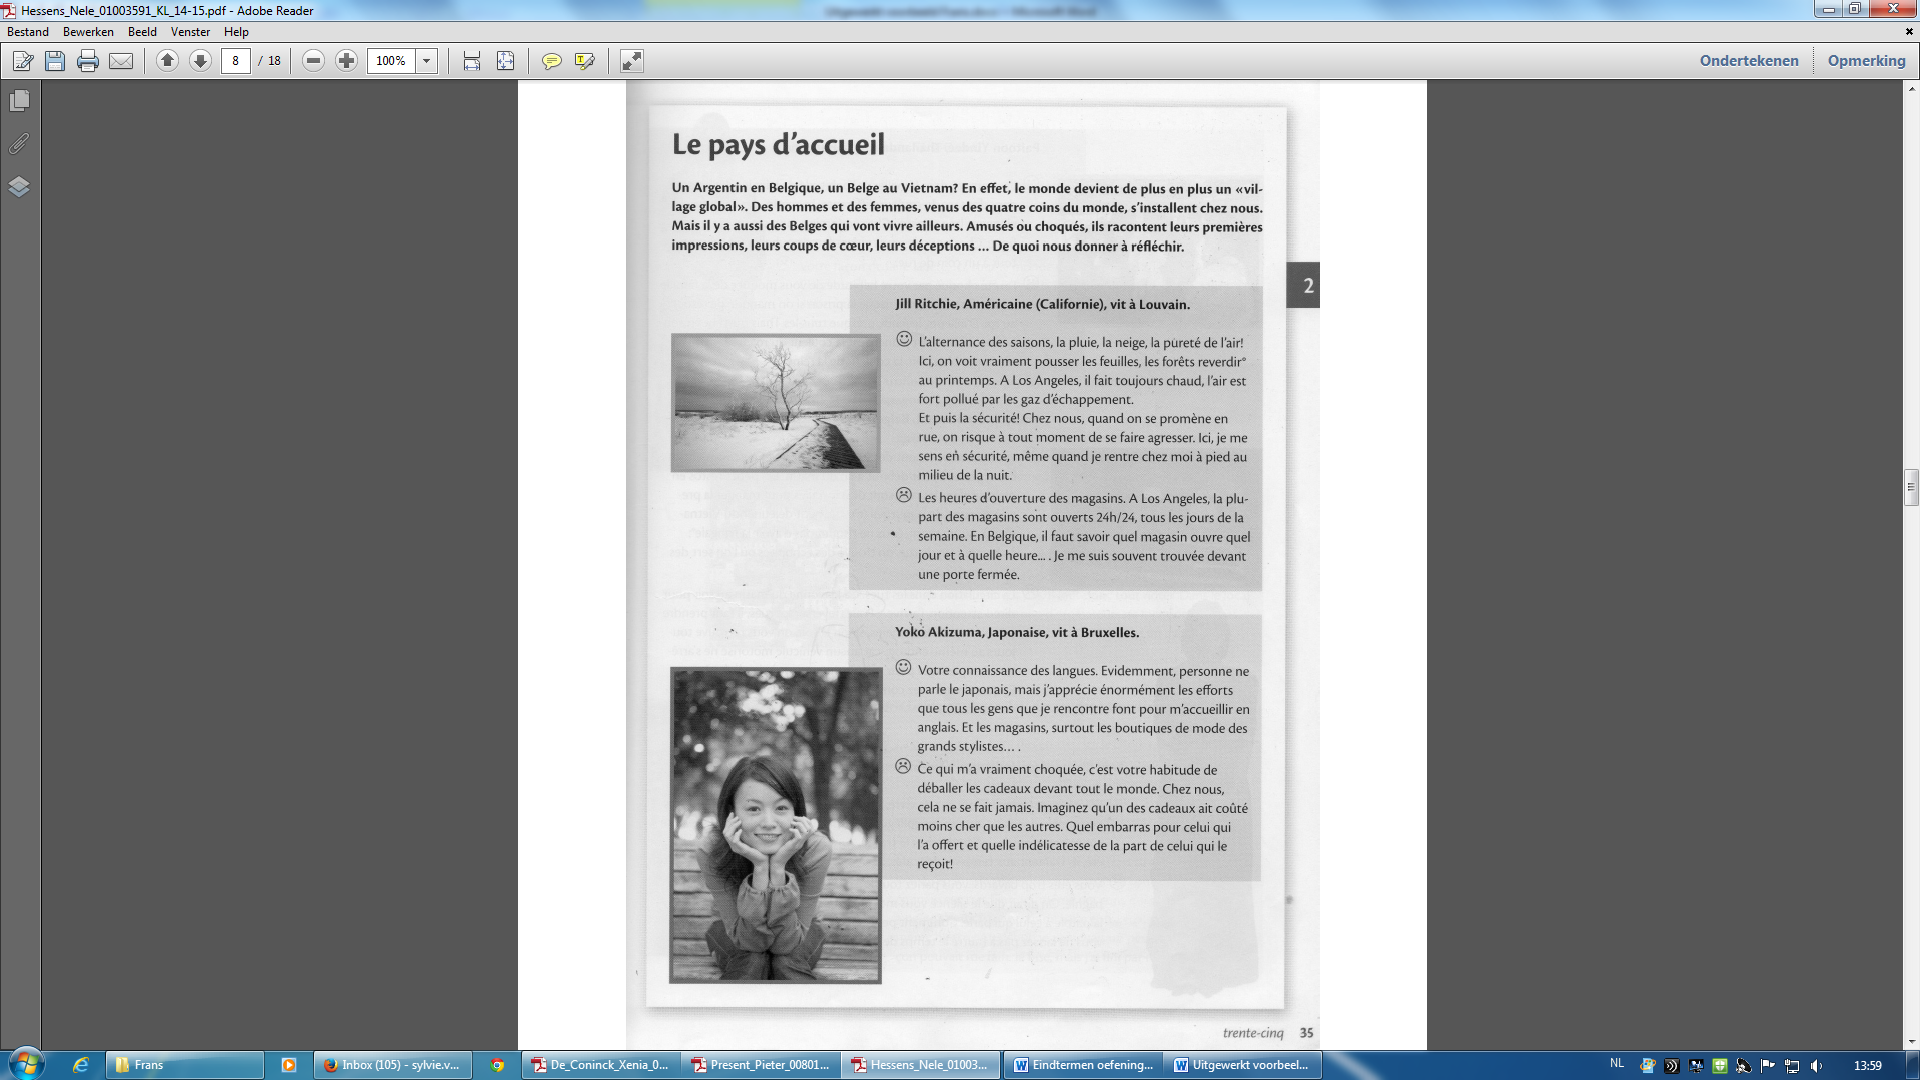 Hessens_Nele_01003591_KL_14-15.pdf - Adobe Reader
Bestand Bewerken Beeld Venster Help
8 / 18 100% Ondertekenen Opmerking
Le pays d’accueil
Un Argentin en Belgique, un Belge au Vietnam? En effet, le monde devient de plus en plus un «vil-
lage global». Des hommes et des femmes, venus des quatre coins du monde, s’installent chez nous.
Mais il y a aussi des Belges qui vont vivre ailleurs. Amusés ou choqués, ils racontent leurs premières
impressions, leurs coups de cœur, leurs déceptions ... De quoi nous donner à réfléchir.
2
Jill Ritchie, Américaine (Californie), vit à Louvain.
L’alternance des saisons, la pluie, la neige, la pureté de l’air!
Ici, on voit vraiment pousser les feuilles, les forêts reverdir°
au printemps. A Los Angeles, il fait toujours chaud, l’air est
fort pollué par les gaz d’échappement.
Et puis la sécurité! Chez nous, quand on se promène en
rue, on risque à tout moment de se faire agresser. Ici, je me
sens en sécurité, même quand je rentre chez moi à pied au
milieu de la nuit.
Les heures d’ouverture des magasins. A Los Angeles, la plu-
part des magasins sont ouverts 24h/24, tous les jours de la
semaine. En Belgique, il faut savoir quel magasin ouvre quel
jour et à quelle heure... . Je me suis souvent trouvée devant
une porte fermée.
Yoko Akizuma, Japonaise, vit à Bruxelles.
Votre connaissance des langues. Evidemment, personne ne
parle le japonais, mais j’apprécie énormément les efforts
que tous les gens que je rencontre font pour m’accueillir en
anglais. Et les magasins, surtout les boutiques de mode des
grands stylistes... .
Ce qui m’a vraiment choquée, c’est votre habitude de
déballer les cadeaux devant tout le monde. Chez nous,
cela ne se fait jamais. Imaginez qu’un des cadeaux ait coûté
moins cher que les autres. Quel embarras pour celui qui
l’a offert et quelle indélicatesse de la part de celui qui le
reçoit!
trente-cinq 35
Frans Inbox (105) - sylvie.v... De_Coninck_Xenia_0... Present_Pieter_00801... Hessens_Nele_01003... Eindtermen oefening... Uitgewerkt voorbeel... NL 13:59